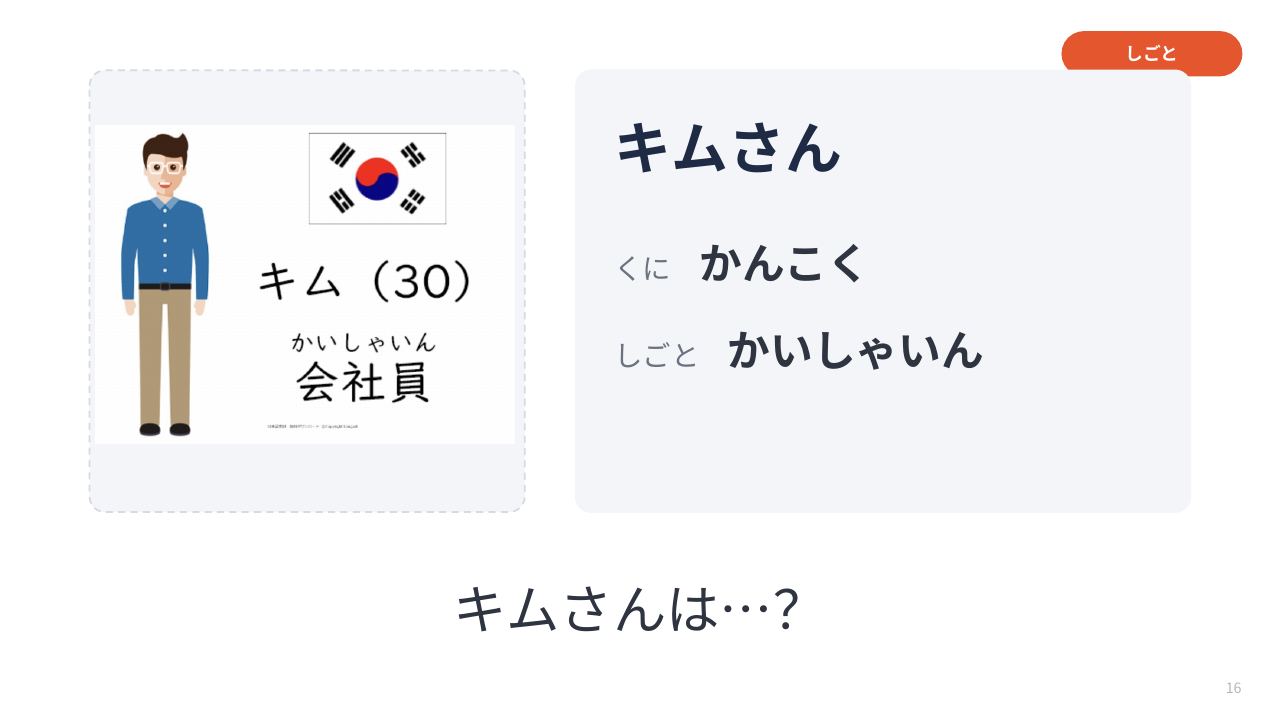 しごと
キム（30）
かいしゃいん
会社員
キムさん
くに かんこく
しごと かいしゃいん
キムさんは…?
16